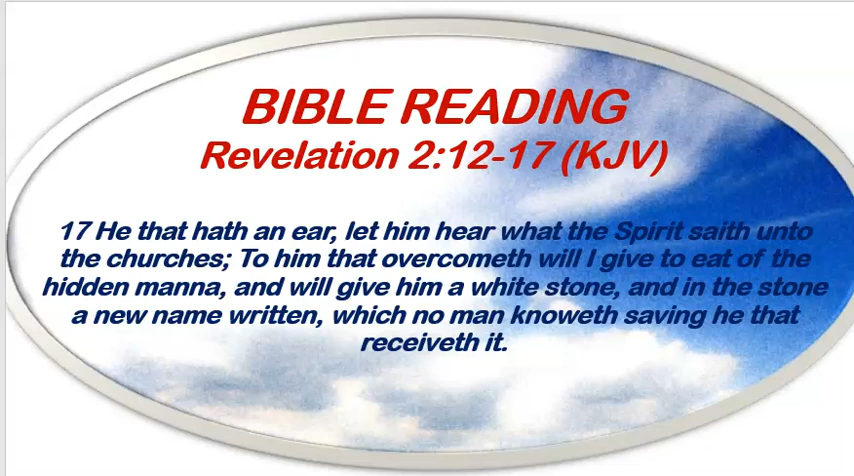 BIBLE READING
Revelation 2:12-17 (KJV)
17 He that hath an ear, let him hear what the Spirit saith unto
the churches; To him that overcometh will I give to eat of the
hidden manna, and will give him a white stone, and in the stone
a new name written, which no man knoweth saving he that
receiveth it.